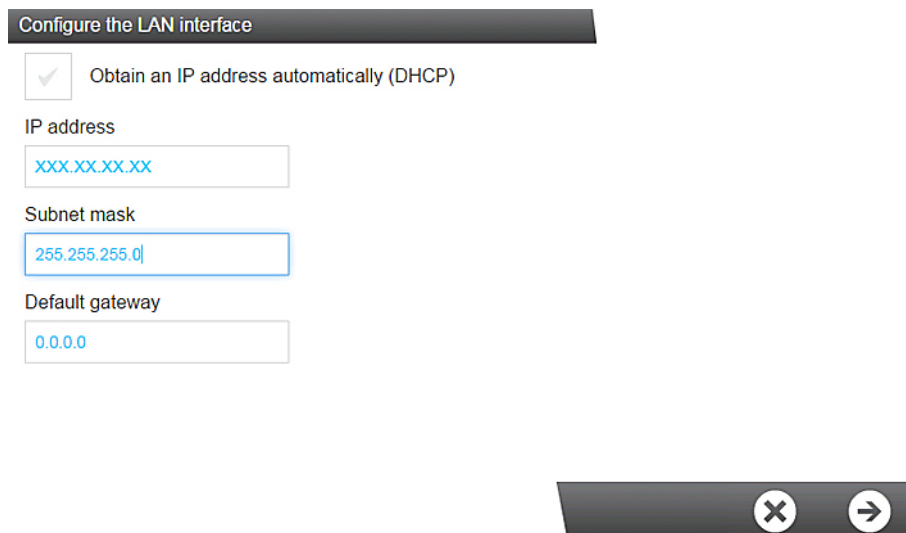 Configure the LAN interface
Obtain an IP address automatically (DHCP)
IP address
XXX.XX.XX.XX
Subnet mask
255.255.255.0
Default gateway
0.0.0.0